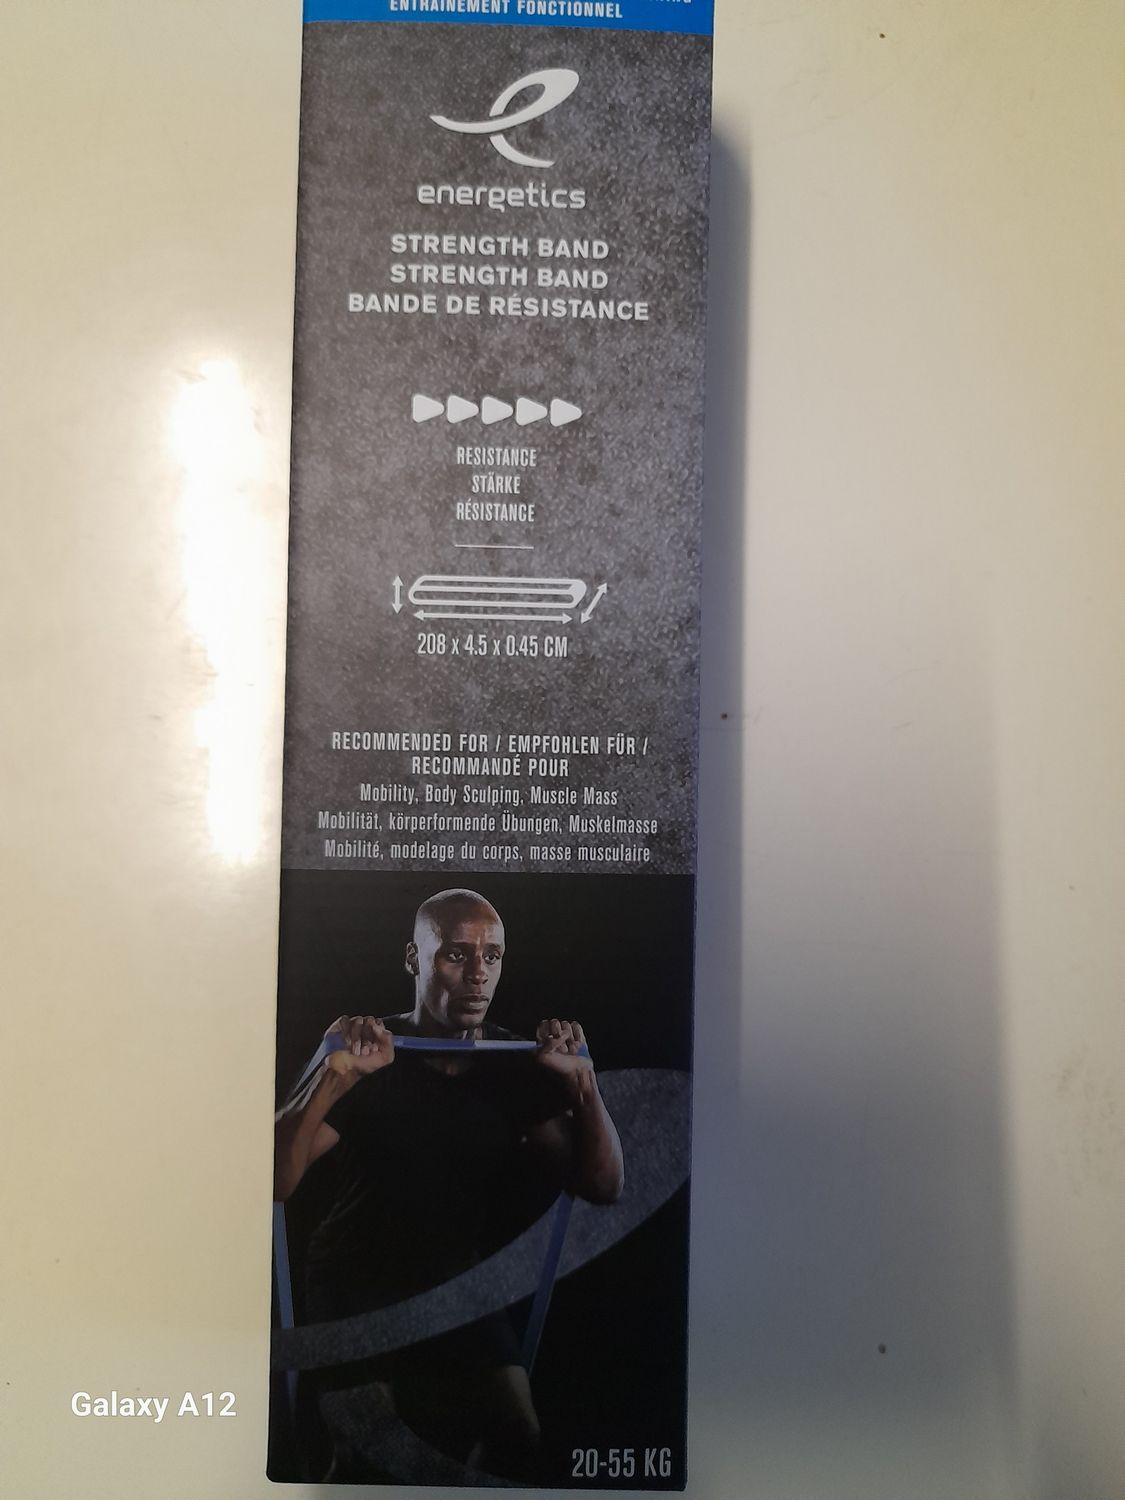 ENTRAÎNEMENT FONCTIONNEL
energetics
STRENGTH BAND
STRENGTH BAND
BANDE DE RÉSISTANCE
RESISTANCE
STÄRKE
RÉSISTANCE
208 x 4.5 x 0.45 CM
RECOMMENDED FOR / EMPFOHLEN FÜR /
RECOMMANDÉ POUR
Mobility, Body Sculping, Muscle Mass
Mobilität, körperformende Übungen, Muskelmasse
Mobilité, modelage du corps, masse musculaire
20-55 KG
Galaxy A12